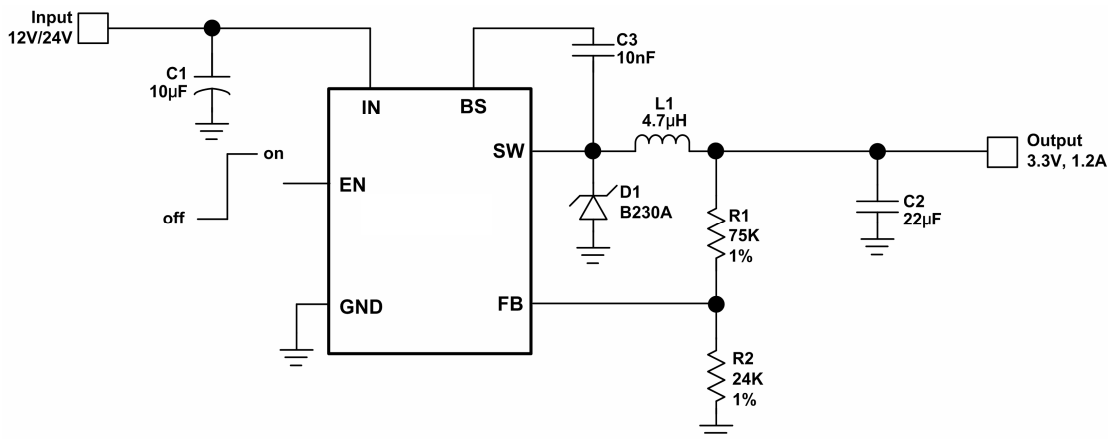 Input
12V/24V
C1
10µF
on
off
IN
BS
SW
EN
GND
FB
C3
10nF
L1
4.7µH
D1
B230A
R1
75K
1%
R2
24K
1%
C2
22µF
Output
3.3V, 1.2A